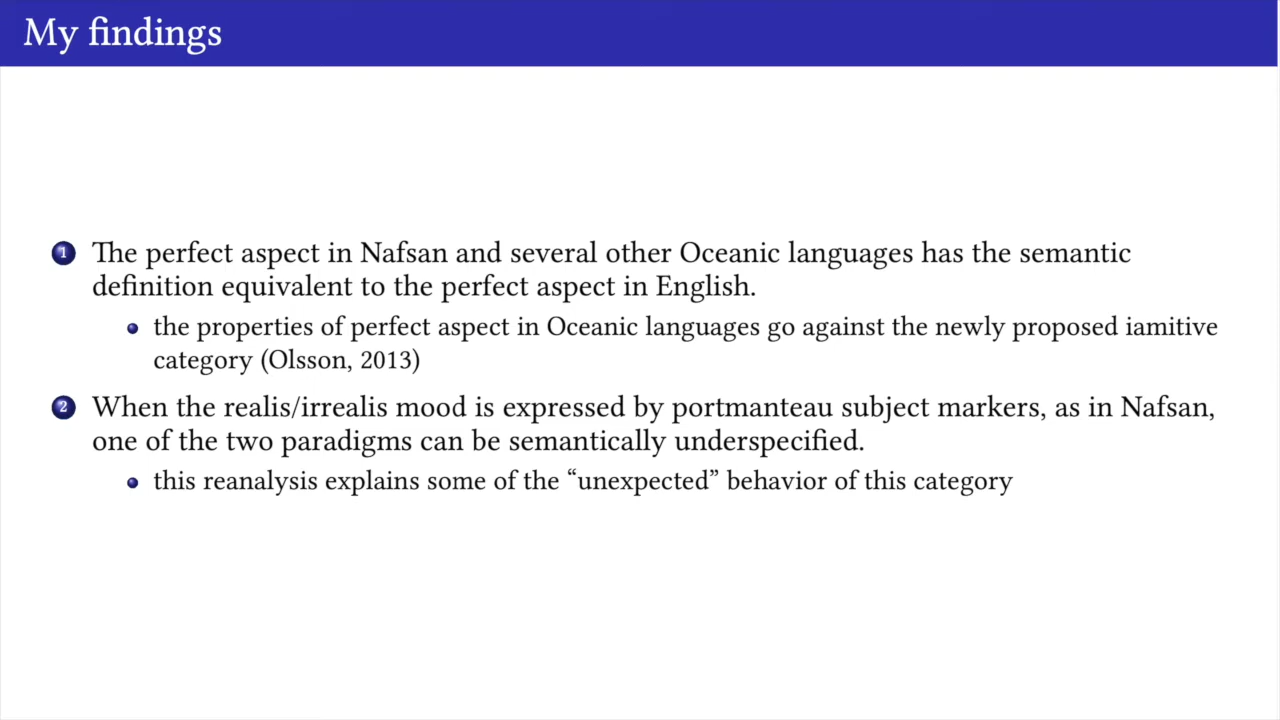 My findings
1 The perfect aspect in Nafsan and several other Oceanic languages has the semantic
definition equivalent to the perfect aspect in English.
the properties of perfect aspect in Oceanic languages go against the newly proposed iamitive
category (Olsson, 2013)
2 When the realis/irrealis mood is expressed by portmanteau subject markers, as in Nafsan,
one of the two paradigms can be semantically underspecified.
this reanalysis explains some of the “unexpected” behavior of this category